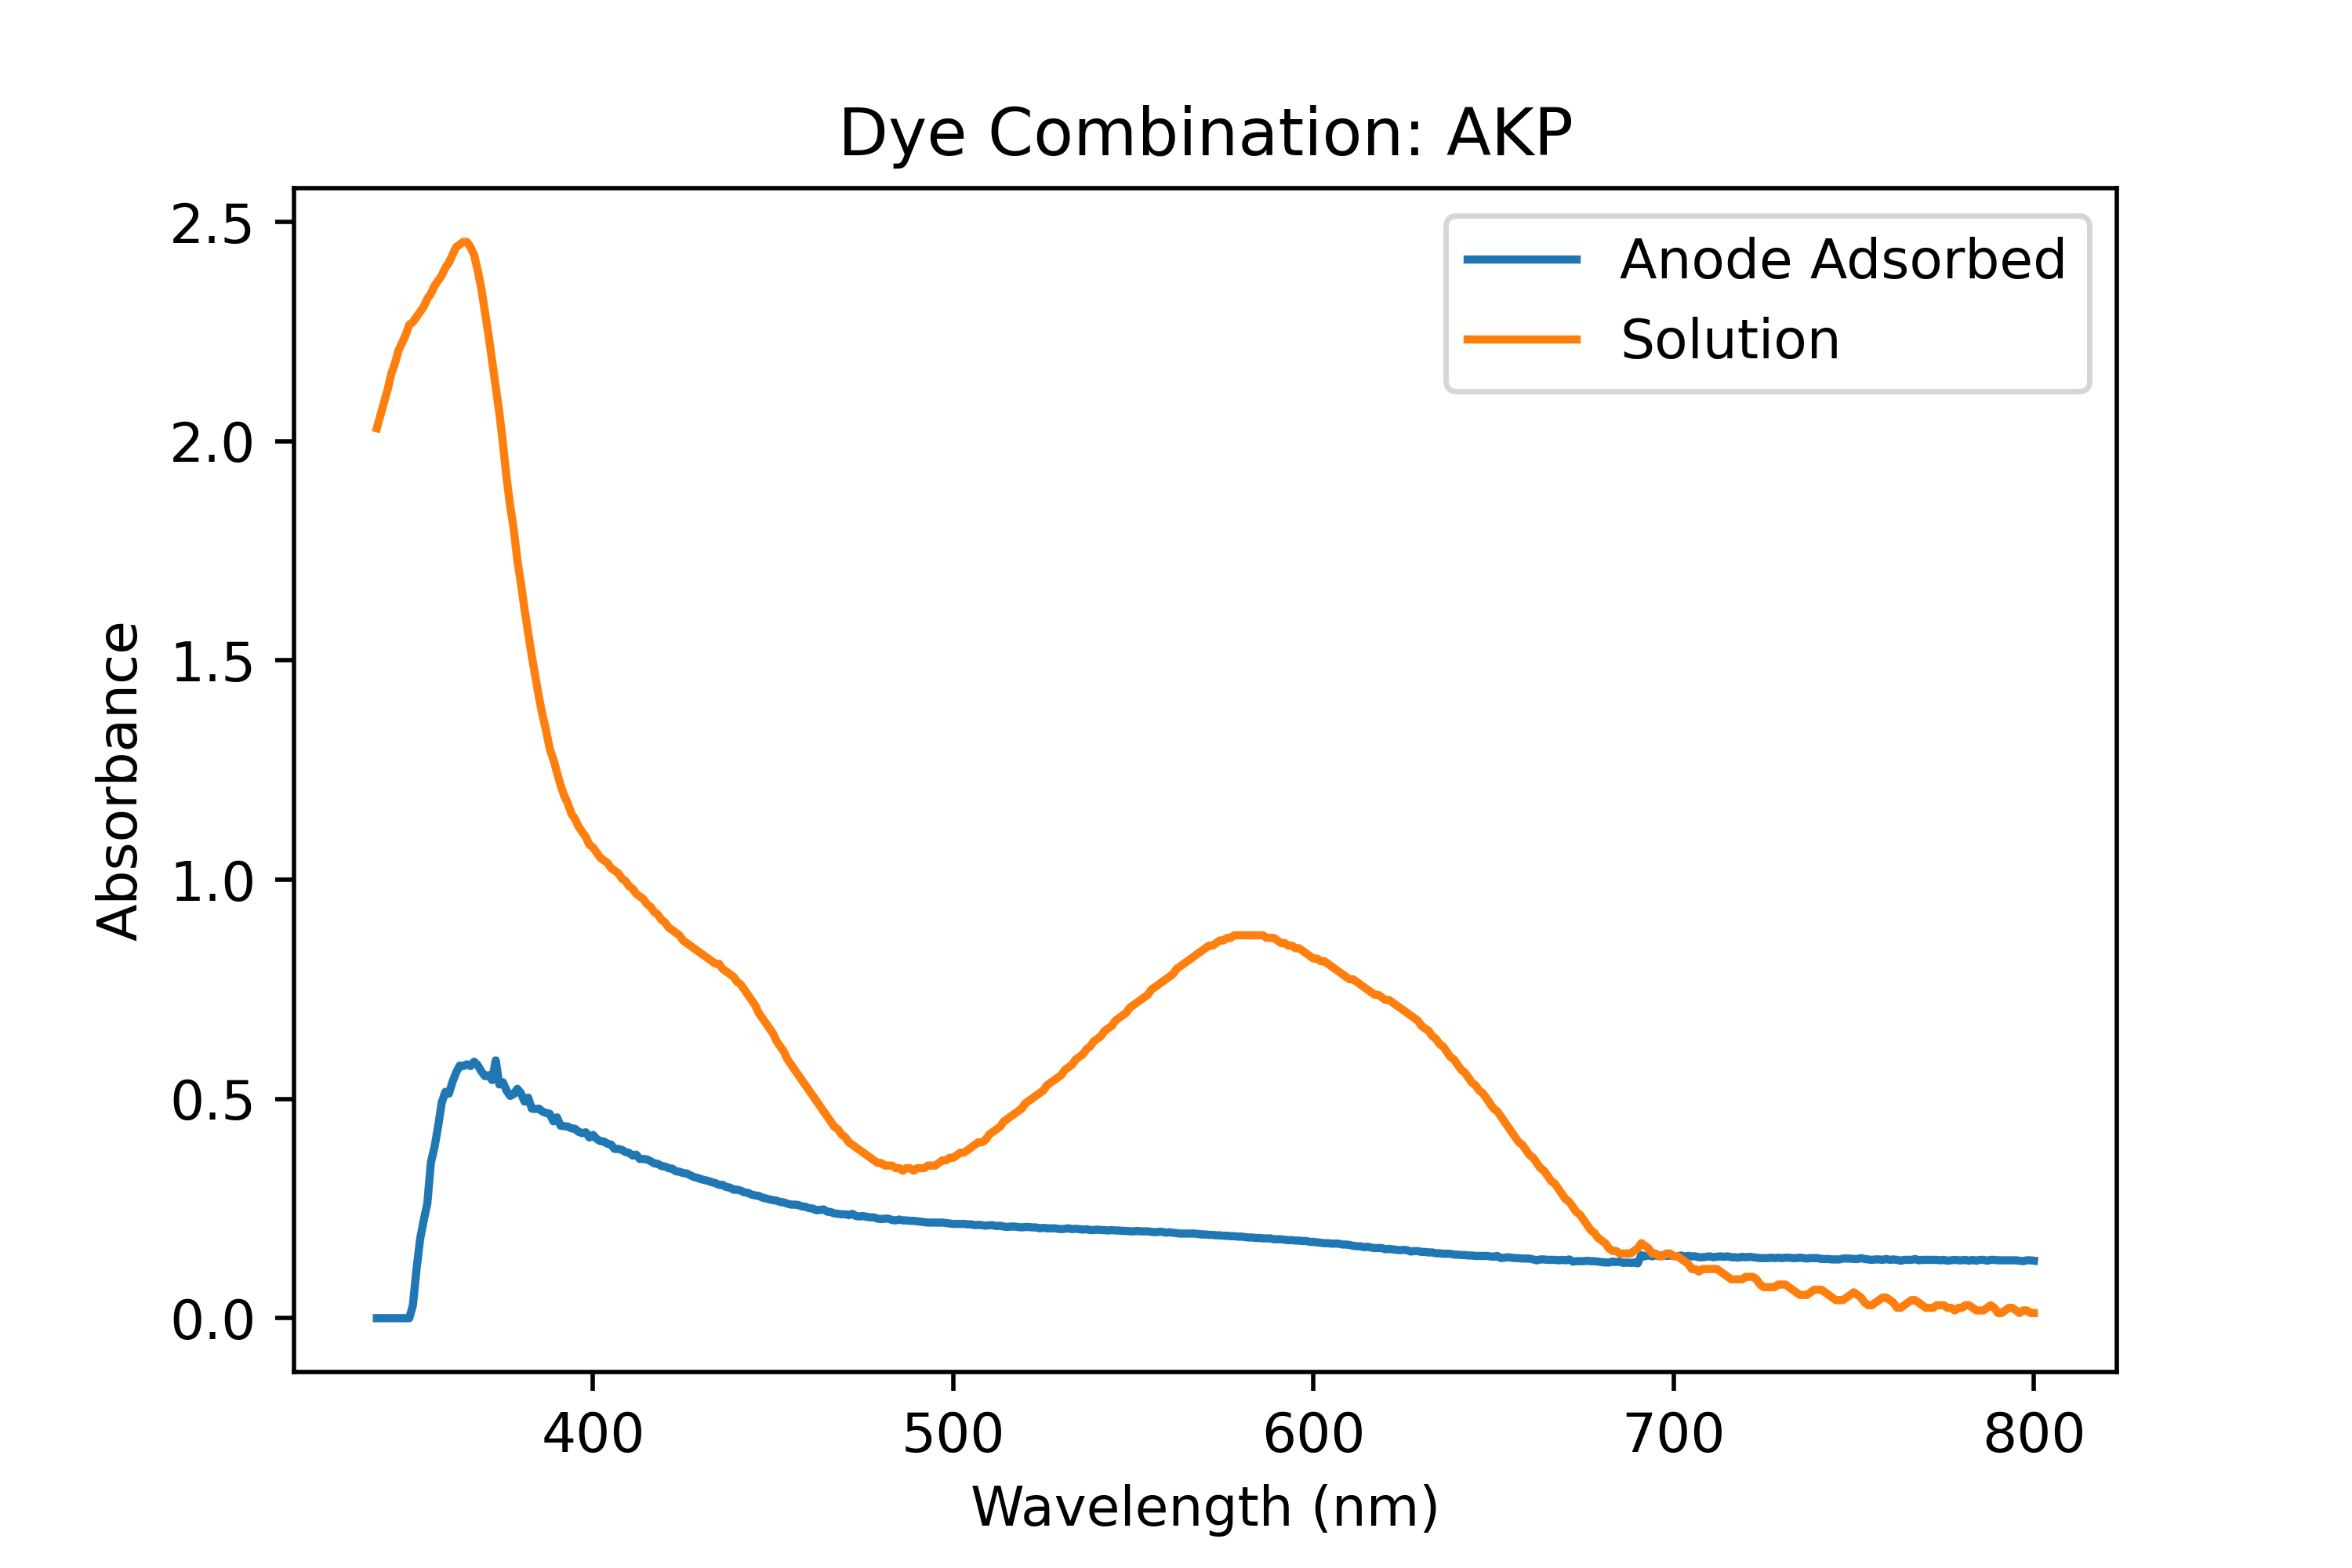 Dye Combination: AKP
Anode Adsorbed
Solution
2.5
2.0
1.5
1.0
0.5
0.0
Absorbance
400 500 600 700 800
Wavelength (nm)